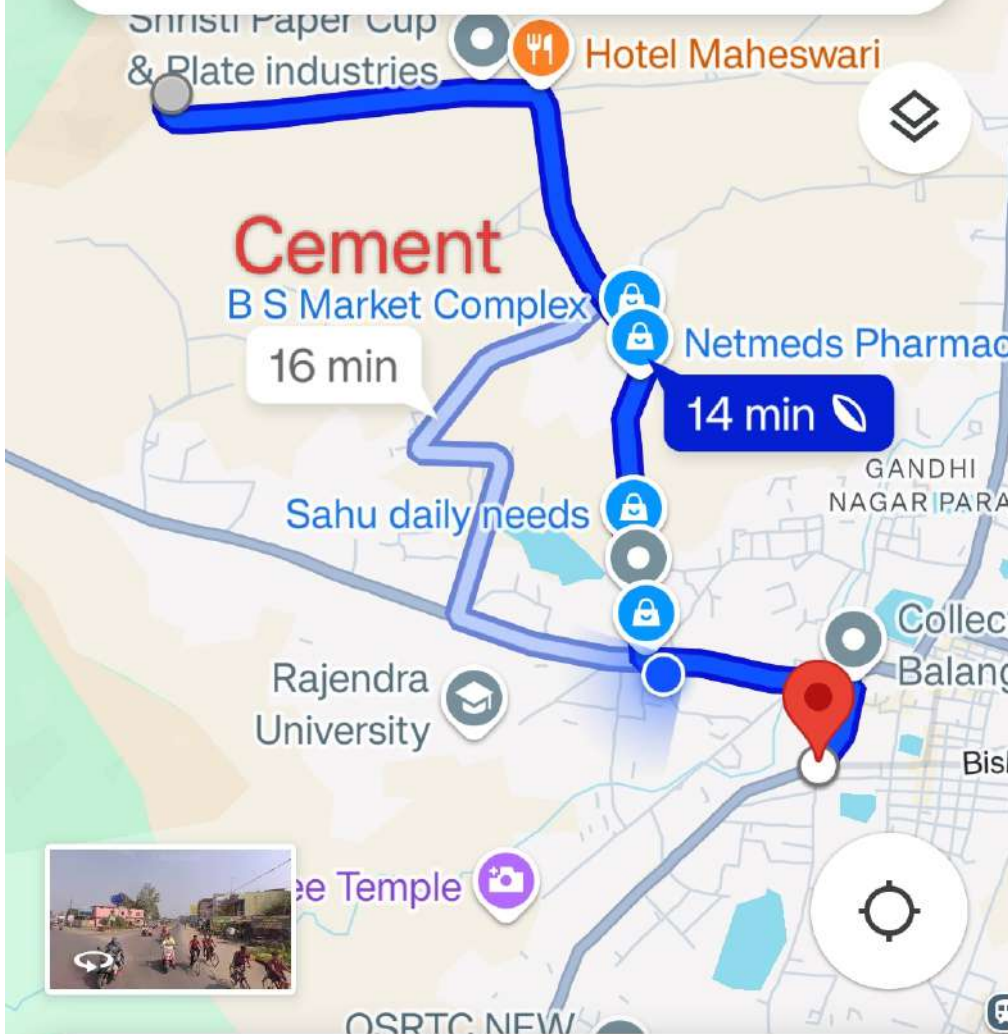 Shristi Paper Cup
& Plate industries
Hotel Maheswari
Cement
B S Market Complex
16 min
Netmeds Pharmac
14 min
GANDHI
NAGAR PARA
Sahu daily needs
Collec
Balang
Rajendra
University
Bish
ee Temple
OSRTC NEW